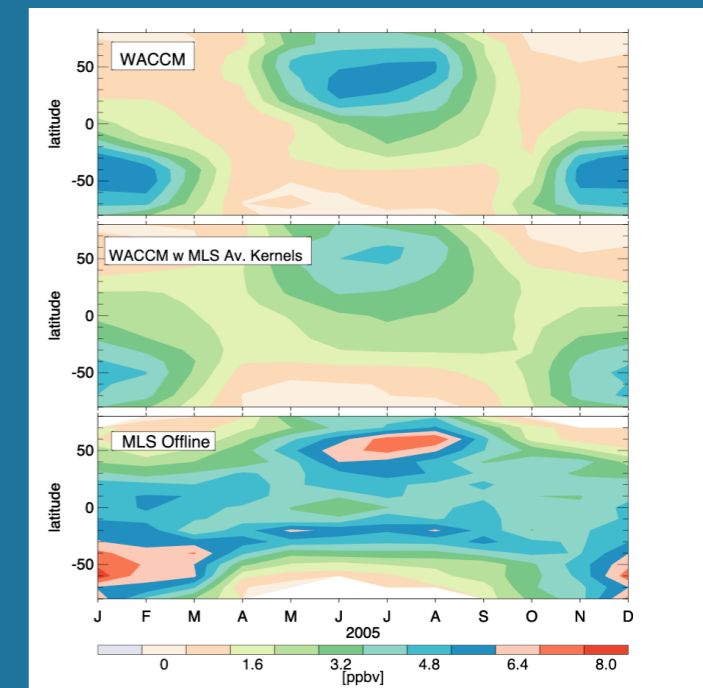 WACCM
50
0
-50
latitude
WACCM w MLS Av. Kernels
50
0
-50
latitude
MLS Offline
50
0
-50
latitude
J F M A M J J A S O N D
2005
0 1.6 3.2 4.8 6.4 8.0
[ppbv]